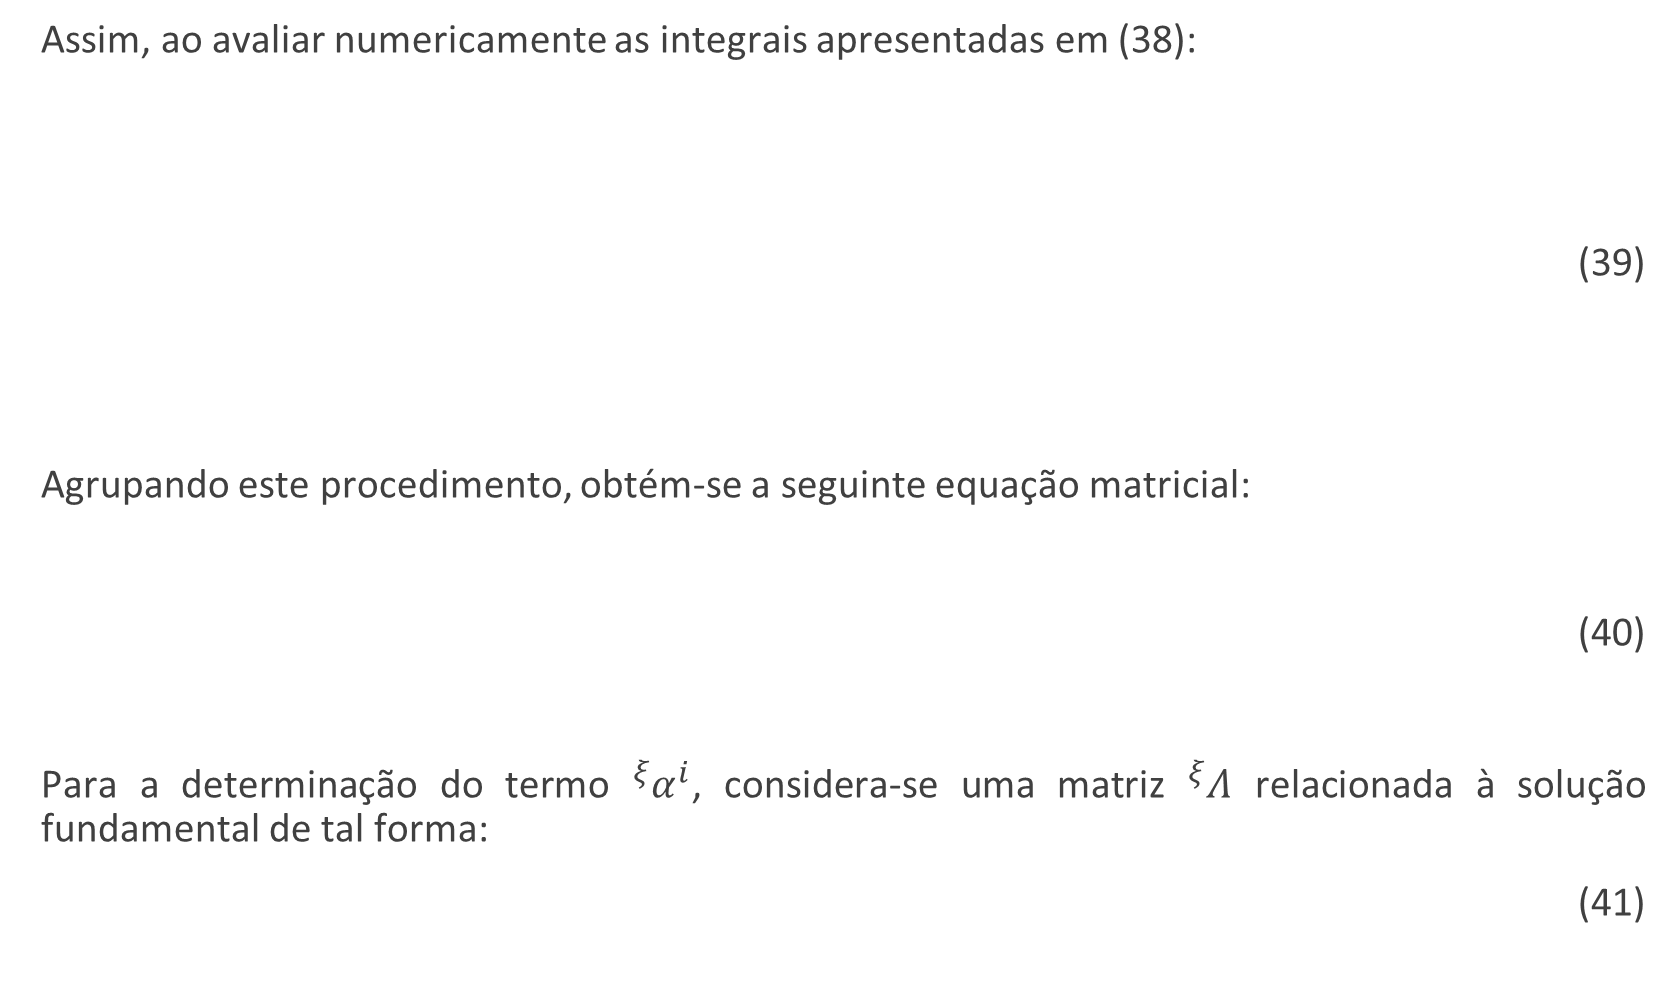 Assim, ao avaliar numericamente as integrais apresentadas em (38):
(39)
Agrupando este procedimento, obtém-se a seguinte equação matricial:
(40)
Para a determinação do termo ^ξα^i, considera-se uma matriz ^ξΛ relacionada à solução
fundamental de tal forma:
(41)